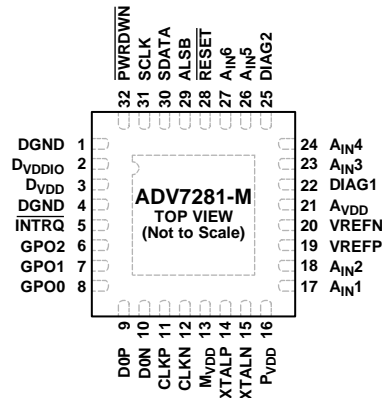 PWRDWN
SCLK
SDATA
ALSB
RESET
AIN6
AIN5
DIAG2
32 31 30 29 28 27 26 25
DGND 1
DVDDIO 2
DVDD 3
DGND 4
INTRQ 5
GPO2 6
GPO1 7
GPO0 8
ADV7281-M
TOP VIEW
(Not to Scale)
24 AIN4
23 AIN3
22 DIAG1
21 AVDD
20 VREFN
19 VREFP
18 AIN2
17 AIN1
9 10 11 12 13 14 15 16
D0P
D0N
CLKP
CLKN
MVDD
XTALP
XTALN
PVDD